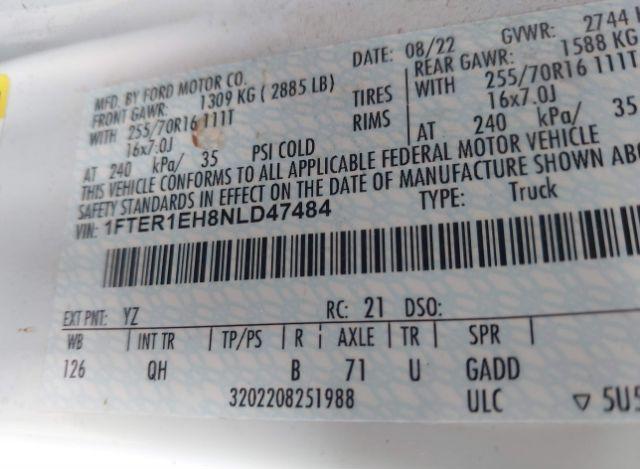 MFD. BY FORD MOTOR CO.
DATE: 08/22 GVWR: 2744
FRONT GAWR: 1309 KG ( 2885 LB)
REAR GAWR: 1588 KG
WITH 255/70R16 111T TIRES
WITH 255/70R16 111T
16x7.0J RIMS
16x7.0J
AT 240 kPa/ 35 PSI COLD
AT 240 kPa/ 35
THIS VEHICLE CONFORMS TO ALL APPLICABLE FEDERAL MOTOR VEHICLE
SAFETY STANDARDS IN EFFECT ON THE DATE OF MANUFACTURE SHOWN
VIN: 1FTER1EH8NLD47484 TYPE: Truck
EXT PNT: YZ RC: 21 DSO:
WB | INT TR | TP/PS | R | AXLE | TR | SPR
126 QH B 71 U GADD
3202208251988 ULC ▽